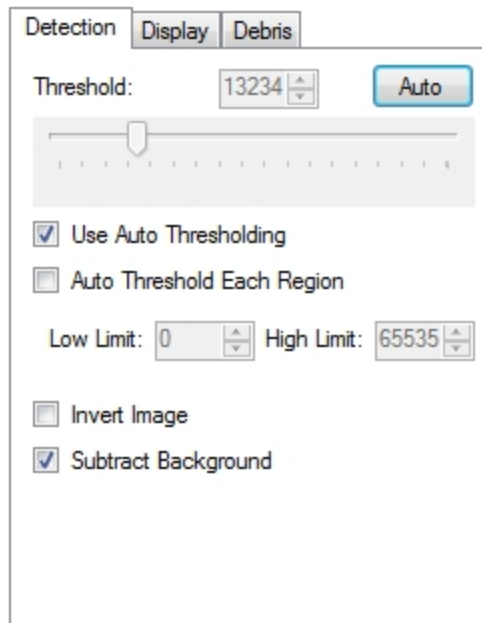 Detection Display Debris
Threshold: 13234 Auto
Use Auto Thresholding
Auto Threshold Each Region
Low Limit: 0 High Limit: 65535
Invert Image
Subtract Background